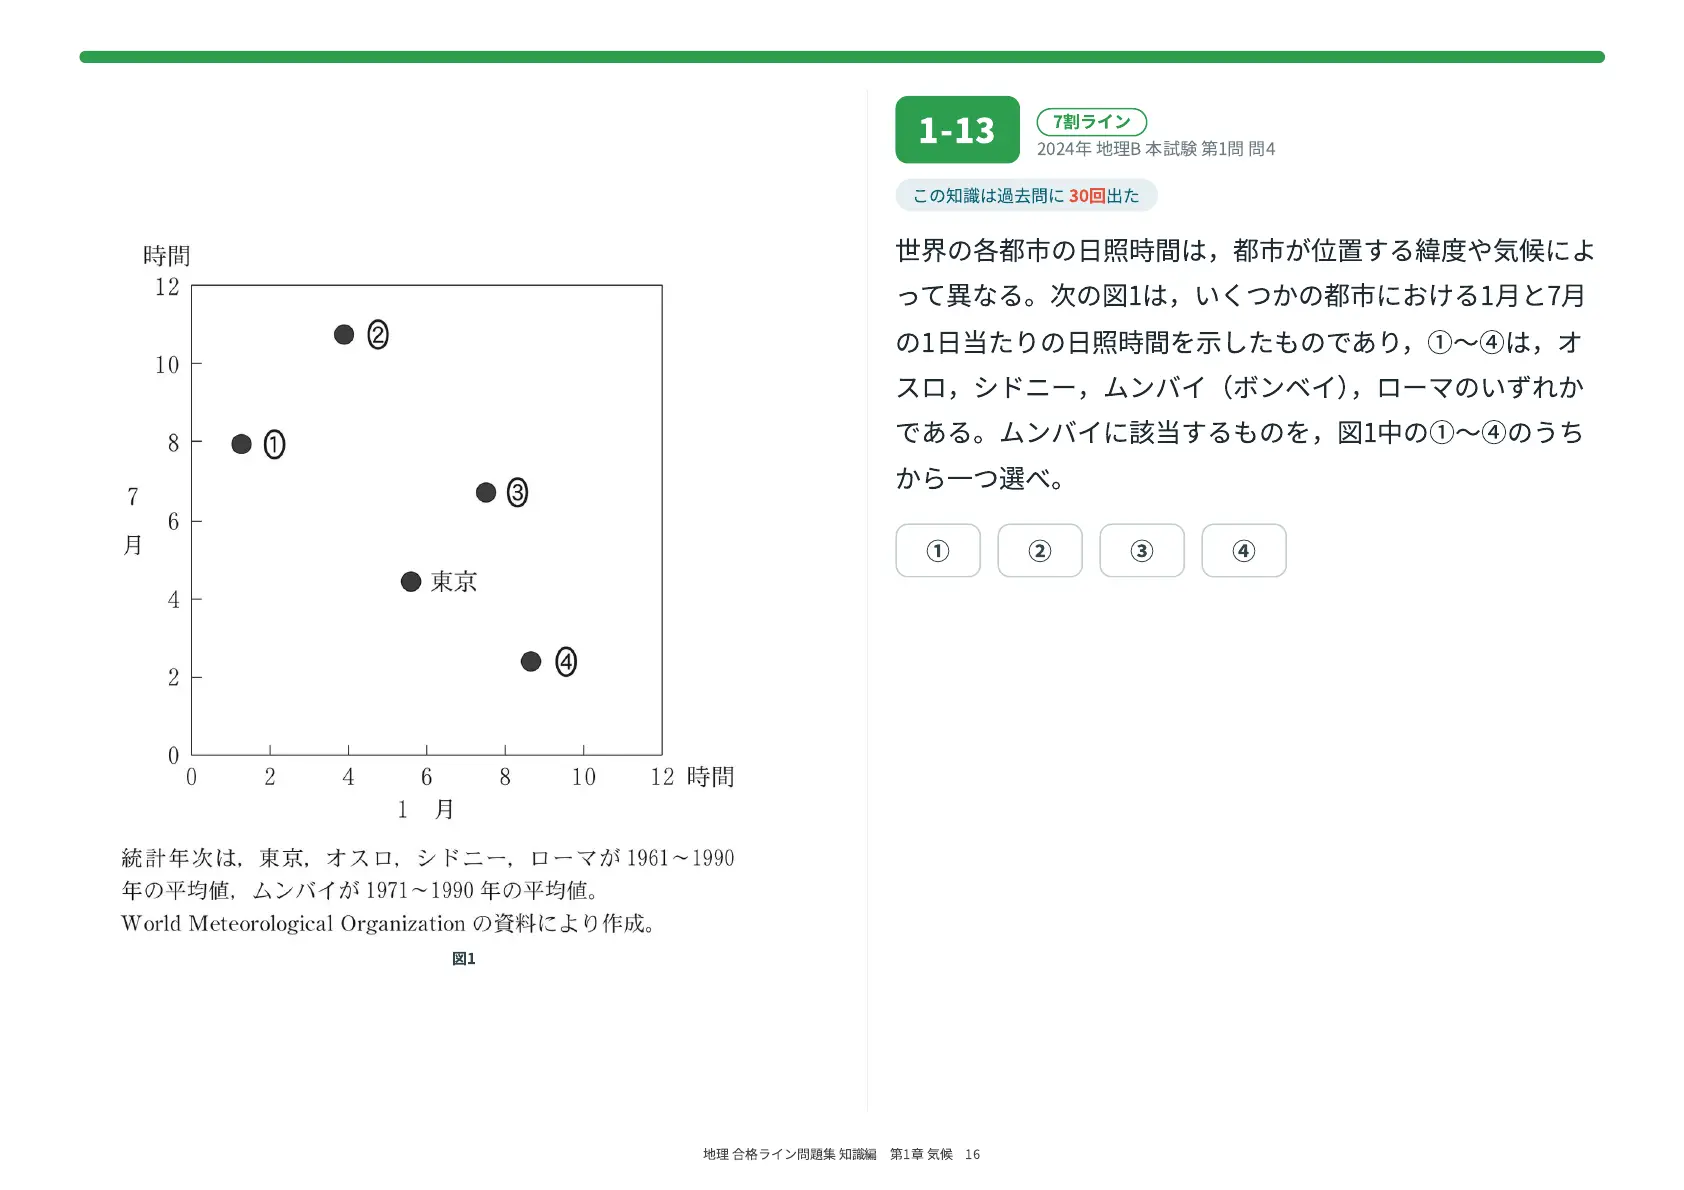 時間
12
②
10
8
①
7
③
6
月
東京
4
④
2
0
0 2 4 6 8 10 12 時間
1 月
統計年次は，東京，オスロ，シドニー，ローマが 1961～1990
年の平均値，ムンバイが 1971～1990 年の平均値。
World Meteorological Organization の資料により作成。
図1
1-13
7割ライン
2024年 地理B 本試験 第1問 問4
この知識は過去問に 30回出た
世界の各都市の日照時間は，都市が位置する緯度や気候によ
って異なる。次の図1は，いくつかの都市における1月と7月
の1日当たりの日照時間を示したものであり，①～④は，オ
スロ，シドニー，ムンバイ（ボンベイ），ローマのいずれか
である。ムンバイに該当するものを，図1中の①～④のうち
から一つ選べ。
① ② ③ ④
地理 合格ライン問題集 知識編 第1章 気候 16